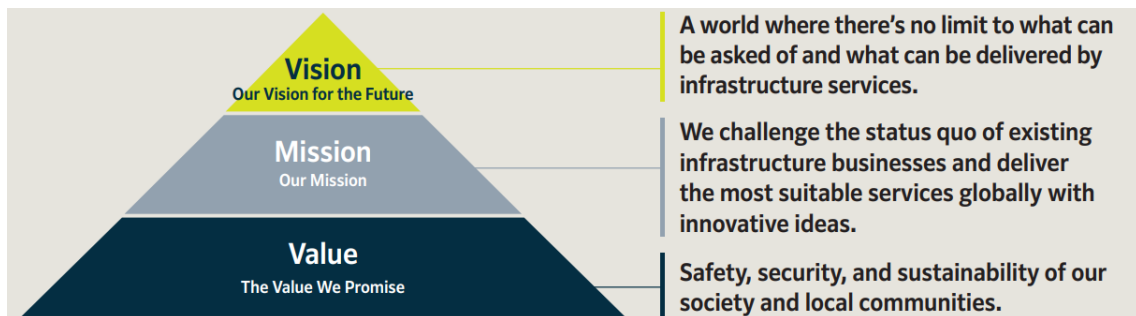 Vision
Our Vision for the Future
A world where there's no limit to what can
be asked of and what can be delivered by
infrastructure services.
Mission
Our Mission
We challenge the status quo of existing
infrastructure businesses and deliver
the most suitable services globally with
innovative ideas.
Value
The Value We Promise
Safety, security, and sustainability of our
society and local communities.